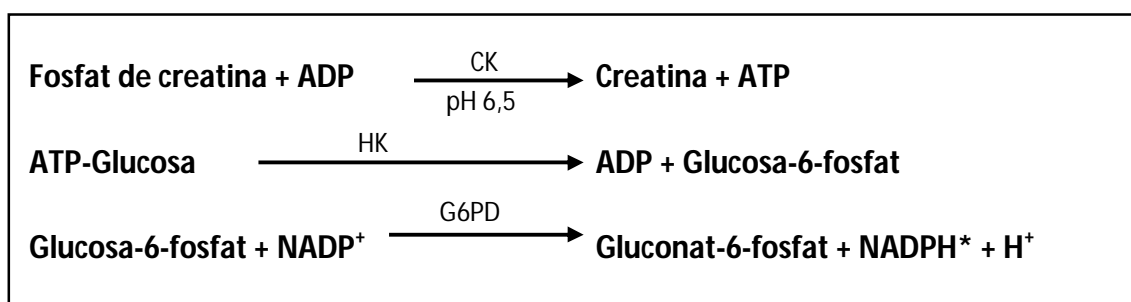 CK
Fosfat de creatina + ADP Creatina + ATP
pH 6,5
HK
ATP-Glucosa ADP + Glucosa-6-fosfat
G6PD
Glucosa-6-fosfat + NADP⁺ Gluconat-6-fosfat + NADPH* + H⁺